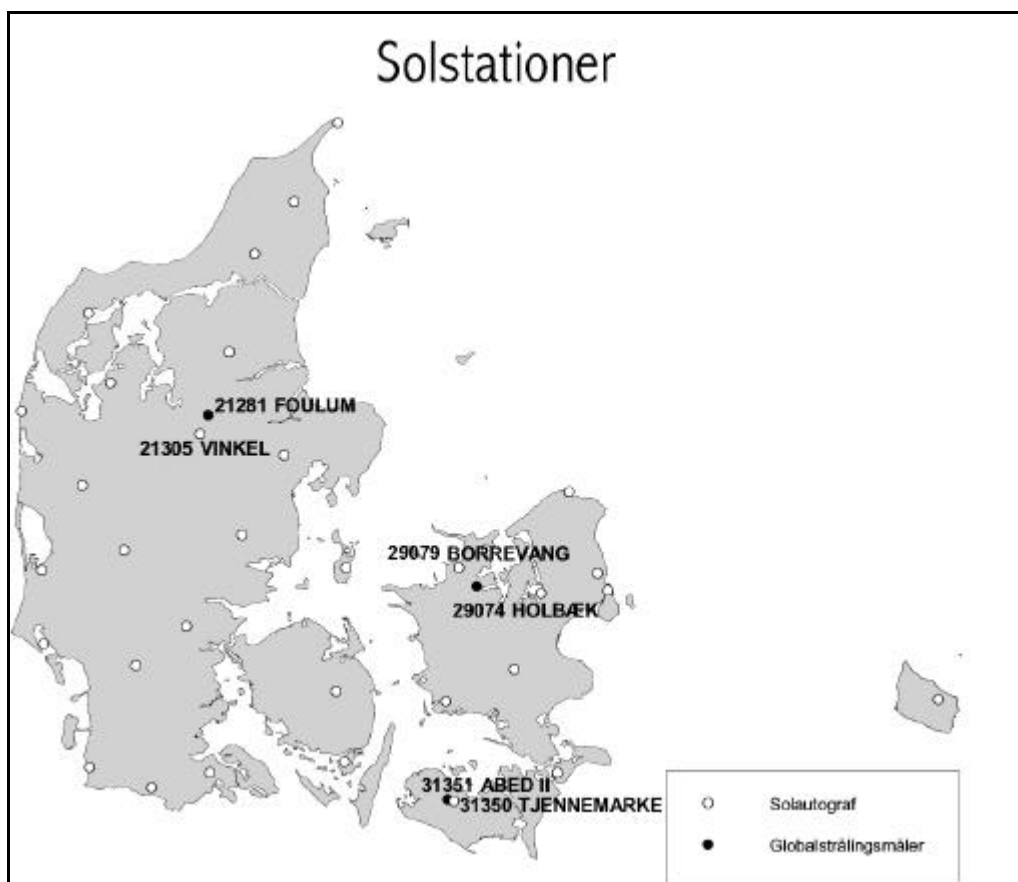 Solstationer
21281 FOULUM
21305 VINKEL
29079 BORREVANG
29074 HOLBÆK
31351 ABED II
31350 TJENNEMARKE
Solautograf
Globalstrålingsmåler